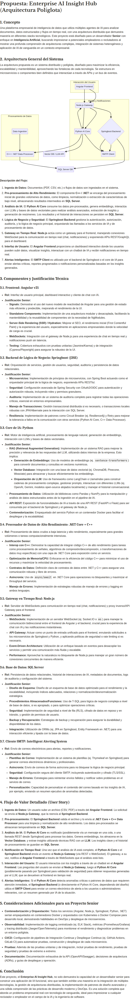 Propuesta: Enterprise AI Insight Hub
(Arquitectura Políglota)
1. Concepto
Una plataforma empresarial de inteligencia de datos que utiliza múltiples agentes de IA para analizar
documentos, datos estructurados y flujos en tiempo real, con una arquitectura distribuida que demuestra
maestría en diferentes stacks tecnológicos. Este proyecto está diseñado para un desarrollador Senior con
enfoque en Inteligencia Artificial, buscando impresionar a potenciales empleadores o reclutadores al
mostrar una profunda comprensión de arquitecturas complejas, integración de sistemas heterogéneos y
aplicación de IA de vanguardia en un contexto empresarial.
2. Arquitectura General del Sistema
La arquitectura propuesta es un sistema distribuido y políglota, diseñado para maximizar la eficiencia,
escalabilidad y mantenibilidad, aprovechando las fortalezas de cada tecnología. Se estructura en
microservicios o componentes bien definidos que interactúan a través de APIs y un bus de eventos.
Interacción del Usuario
Angular Frontend
Alertas y Notificaciones
Node.js Gateway
Procesamiento de Datos
Data Ingestion
Python AI Core
Springboot Backend
C++ / .NET Data Processor
Vector DB / LLM API
SMTP Client
SQL Server DB
Descripción del Flujo:
1. Ingesta de Datos: Documentos (PDF, CSV, etc.) o flujos de datos son ingestados en el sistema.
2. Pre-procesamiento de Alto Rendimiento: El componente C++ / .NET se encarga del procesamiento
inicial de grandes volúmenes de datos, como limpieza, normalización o extracción de características de
bajo nivel, almacenando resultados intermedios en SQL Server.
3. Análisis de IA: El Python AI Core consume los datos pre-procesados, genera embeddings, interactúa
con LLMs y bases de datos vectoriales para realizar análisis avanzados, extracción de insights y
generación de resúmenes. Los resultados y el historial de interacciones se persisten en SQL Server.
4. Lógica de Negocio y Seguridad: El Springboot Backend gestiona la autenticación, autorización,
auditoría, y la lógica de negocio principal, orquestando las llamadas a los servicios de IA y de
procesamiento de datos.
5. Gateway en Tiempo Real: Node.js actúa como un gateway para el frontend, manejando conexiones
WebSocket para la comunicación en tiempo real (chat, notificaciones) y exponiendo APIs REST/GraphQL
para el dashboard.
6. Interfaz de Usuario: El Angular Frontend proporciona un dashboard interactivo donde los usuarios
pueden subir datos, visualizar insights, interactuar con un chatbot de IA y recibir notificaciones en tiempo
real.
7. Alertas Inteligentes: El SMTP Client es utilizado por el backend de Springboot o el core de IA para
enviar alertas críticas, reportes programados o notificaciones personalizadas basadas en los insights
generados.
3. Componentes y Justificación Técnica
3.1. Frontend: Angular v21
• Rol: Interfaz de usuario principal, dashboard interactivo y cliente de chat con IA.
• Justificación Senior:
◦ Signals: Demostrar el uso del nuevo modelo de reactividad de Angular para una gestión de estado
más eficiente y predecible, mejorando el rendimiento de la UI.
◦ Standalone Components: Implementación de una arquitectura modular y desacoplada, facilitando la
mantenibilidad y la reusabilidad de componentes sin la necesidad de NgModules.
◦ Server-Side Rendering (SSR) / Hydration: Mejorar el SEO, el rendimiento inicial (First Contentful
Paint) y la experiencia del usuario, especialmente en aplicaciones empresariales donde la velocidad
de carga es crucial.
◦ WebSockets: Integración con el gateway de Node.js para una experiencia de chat en tiempo real y
notificaciones push sin latencia.
◦ Testing: Cobertura exhaustiva con pruebas unitarias (Jasmine/Karma) y de integración
(Cypress/Playwright) para asegurar la robustez de la UI.
3.2. Backend de Lógica de Negocio: Springboot (J2SE)
• Rol: Orquestación de servicios, gestión de usuarios, seguridad, auditoría y persistencia de datos
relacionales.
• Justificación Senior:
◦ Microservicios: Implementación de principios de microservicios, con Spring Boot actuando como el
orquestador principal de la lógica de negocio, exponiendo APIs RESTful.
◦ Seguridad: Configuración avanzada de Spring Security con OAuth2/OIDC para autenticación y
autorización robusta, incluyendo roles y permisos granulares.
◦ Auditoría: Implementación de un sistema de auditoría completo para registrar todas las operaciones
críticas, esencial en entornos empresariales.
◦ Manejo de Transacciones: Gestión transaccional distribuida si es necesario, o transacciones locales
robustas con JPA/Hibernate para la interacción con SQL Server.
◦ Resiliencia: Implementación de patrones como Circuit Breaker (ej. Resilience4j) y Retry para mejorar
la tolerancia a fallos en la comunicación con otros servicios (Python AI Core, C++ Data Processor).
3.3. Core de IA: Python
• Rol: Motor de inteligencia artificial, procesamiento de lenguaje natural, generación de embeddings,
interacción con LLMs y bases de datos vectoriales.
• Justificación Senior:
◦ RAG (Retrieval Augmented Generation): Implementación de un sistema RAG para mejorar la
precisión y relevancia de las respuestas del LLM, utilizando datos internos de la empresa. Esto
implica:
▪ Generación de Embeddings: Uso de modelos de embeddings (ej. sentence-transformers )
para convertir documentos y consultas en vectores numéricos.
▪ Vector Database: Integración con una base de datos vectorial (ej. ChromaDB, Pinecone,
Weaviate) para almacenar y buscar eficientemente los embeddings.
▪ Orquestación de LLM: Uso de frameworks como LangChain o LlamaIndex para construir
cadenas de procesamiento complejas, gestionar prompts, interactuar con diferentes LLMs (ej.
OpenAI, Gemini, modelos open-source alojados localmente) y manejar el historial conversacional.
◦ Procesamiento de Datos: Utilización de bibliotecas como Pandas y NumPy para la manipulación y
análisis de datos estructurados antes de la ingestión en el pipeline de IA.
◦ API REST: Exposición de funcionalidades de IA a través de una API REST (FastAPI o Flask) para ser
consumida por el backend de Springboot y el gateway de Node.js.
◦ Contenedorización: Empaquetado del servicio Python en un contenedor Docker para facilitar el
despliegue y la escalabilidad.
3.4. Procesador de Datos de Alto Rendimiento: .NET Core + C++
• Rol: Procesamiento de datos crudos a baja latencia y alto rendimiento, especialmente para grandes
volúmenes o tareas computacionalmente intensivas.
• Justificación Senior:
◦ Interop con C++: Demostrar la capacidad de integrar código C++ de alto rendimiento (para tareas
como procesamiento de señales, algoritmos de compresión/descompresión, o transformaciones de
datos muy específicas) con una capa de .NET Core para exposición como un servicio.
◦ Optimización de Memoria/CPU: Enfocarse en la eficiencia del código C++ para minimizar el uso de
recursos y maximizar la velocidad de procesamiento.
◦ Contratos de Datos: Definición clara de contratos de datos entre .NET y C++ para asegurar una
comunicación robusta y libre de errores.
◦ Asincronía: Uso de async/await en .NET Core para operaciones no bloqueantes y maximizar el
throughput del servicio.
◦ Manejo de Errores: Implementación de estrategias robustas de manejo de errores y logging en
ambos lenguajes.
3.5. Gateway en Tiempo Real: Node.js
• Rol: Servidor de WebSockets para comunicación en tiempo real (chat, notificaciones) y proxy inverso/API
Gateway para el frontend.
• Justificación Senior:
◦ WebSockets: Implementación de un servidor WebSocket (ej. Socket.IO o ws ) para manejar la
comunicación bidireccional entre el frontend de Angular y el backend, crucial para la experiencia de
chat con IA y las notificaciones instantáneas.
◦ API Gateway: Actuar como un punto de entrada unificado para el frontend, enrutando solicitudes a
los microservicios de Springboot y Python, y aplicando políticas de seguridad o rate limiting si es
necesario.
◦ Event-Driven Architecture: Utilización de un enfoque basado en eventos para desacoplar los
servicios y permitir una comunicación más fluida y escalable.
◦ Performance: Aprovechar la naturaleza no bloqueante de Node.js para manejar un gran número de
conexiones concurrentes de manera eficiente.
3.6. Base de Datos: SQL Server
• Rol: Persistencia de datos relacionales, historial de interacciones de IA, metadatos de documentos, logs
de auditoría y configuración del sistema.
• Justificación Senior:
◦ Diseño de Esquema: Diseño de un esquema de base de datos optimizado para el rendimiento y la
escalabilidad, incluyendo índices adecuados, relaciones y normalización/desnormalización
estratégica.
◦ Procedimientos Almacenados/Funciones: Uso de T-SQL para lógica de negocio compleja a nivel
de base de datos, si es apropiado, o para optimizar operaciones críticas.
◦ Seguridad: Implementación de seguridad a nivel de fila (RLS), cifrado de datos en reposo y en
tránsito, y gestión de permisos de usuario.
◦ Backup y Recuperación: Estrategias de backup y recuperación para asegurar la durabilidad y
disponibilidad de los datos.
◦ Integración: Utilización de ORMs (ej. JPA en Springboot, Entity Framework en .NET) para una
interacción eficiente y tipada con la base de datos.
3.7. Cliente SMTP: Intelligent Alerting System
• Rol: Envío de correos electrónicos para alertas, reportes y notificaciones.
• Justificación Senior:
◦ Plantillas de Correo: Implementación de un sistema de plantillas (ej. Thymeleaf en Springboot) para
generar correos electrónicos dinámicos y profesionales.
◦ Asincronía: Envío de correos de forma asíncrona para no bloquear la lógica de negocio principal.
◦ Seguridad: Configuración segura del cliente SMTP, incluyendo autenticación y cifrado (TLS/SSL).
◦ Manejo de Errores: Estrategias para reintentar envíos fallidos y notificar sobre problemas en el
servicio de correo.
◦ Personalización: Capacidad de personalizar el contenido del correo basado en los insights de IA,
por ejemplo, enviando un resumen ejecutivo de anomalías detectadas.
4. Flujo de Valor Detallado (User Story)
1. Ingesta de Datos: Un usuario sube un archivo (CSV, PDF) a través del Angular Frontend. La solicitud
se envía al Node.js Gateway, que la reenvía al Springboot Backend.
2. Pre-procesamiento: El Springboot Backend valida el archivo y lo envía al .NET Core + C++ Data
Processor para una limpieza y normalización de alto rendimiento. Los datos pre-procesados se
almacenan temporalmente en SQL Server.
3. Análisis de IA: El Python AI Core es notificado (posiblemente vía un mensaje en una cola, o una
llamada REST desde Springboot) para procesar los datos. Genera embeddings, los almacena en la
Vector Database, y extrae insights utilizando técnicas RAG con un LLM. Los insights clave y el historial
de procesamiento se guardan en SQL Server.
4. Notificación en Tiempo Real: Una vez que el análisis de IA está completo, el Python AI Core o el
Springboot Backend envía un evento al Node.js Gateway (vía REST o WebSocket). El gateway, a su
vez, notifica al Angular Frontend a través de WebSockets que el análisis está listo.
5. Interacción del Usuario: El usuario interactúa con los insights a través de un chatbot en el Angular
Frontend. Las preguntas del usuario se envían al Node.js Gateway, luego al Python AI Core
(posiblemente pasando por Springboot para validación de seguridad) para obtener respuestas generadas
por el LLM, que se devuelven al frontend en tiempo real.
6. Alertas Inteligentes: Si el Python AI Core detecta anomalías críticas o patrones de datos que requieren
atención inmediata, el Springboot Backend (o directamente el Python AI Core, dependiendo del diseño)
utiliza el SMTP Client para enviar un correo electrónico de alerta a los usuarios o administradores
relevantes, con un resumen generado por IA de la situación.
5. Consideraciones Adicionales para un Proyecto Senior
• Contenedorización y Orquestación: Todos los servicios (Angular, Node.js, Springboot, Python, .NET)
serían empaquetados en contenedores Docker y orquestados con Kubernetes o Docker Compose para
desarrollo local, demostrando habilidades en DevOps y despliegue de microservicios.
• Observabilidad: Implementación de logging centralizado (ej. ELK Stack), métricas (Prometheus/Grafana)
y tracing distribuido (Jaeger/OpenTelemetry) para monitorear el rendimiento y diagnosticar problemas en
un entorno políglota.
• CI/CD: Configuración de pipelines de Integración Continua y Despliegue Continuo (ej. GitHub Actions,
GitLab CI) para automatizar pruebas, construcción y despliegue de cada microservicio.
• Pruebas: Además de las pruebas unitarias y de integración, incluir pruebas de rendimiento, pruebas de
seguridad y pruebas de extremo a extremo.
• Documentación: Documentación exhaustiva de la API (OpenAPI/Swagger), decisiones de arquitectura
(ADRs), y guías de despliegue y operación.
6. Conclusión
Este proyecto, el Enterprise AI Insight Hub, no solo demuestra la capacidad de un desarrollador senior para
construir una aplicación de IA funcional, sino que también exhibe una maestría en la integración de múltiples
tecnologías, la gestión de arquitecturas distribuidas, la implementación de patrones de diseño avanzados y
una sólida comprensión de las prácticas de desarrollo moderno y DevOps. Es una solución completa que
aborda un problema empresarial real con tecnología de vanguardia, ideal para impresionar a cualquier
reclutador o empleador en el campo de la IA y la ingeniería de software.